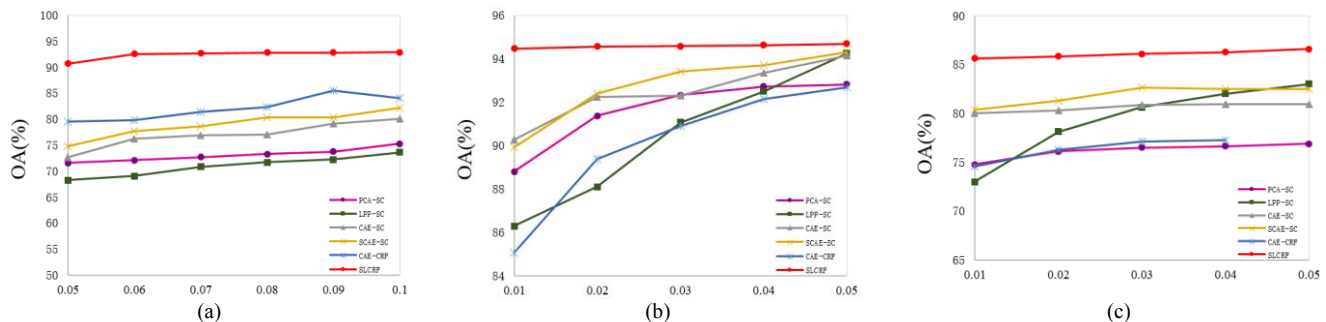 100
95
90
85
80
75
70
65
60
55
50
OA(%)
0.05 0.06 0.07 0.08 0.09 0.1
PCA-SC
LPP-SC
CAE-SC
SCAE-SC
CAE-CRF
SLCRF
(a)
96
94
92
90
88
86
84
OA(%)
0.01 0.02 0.03 0.04 0.05
PCA-SC
LPP-SC
CAE-SC
SCAE-SC
CAE-CRF
SLCRF
(b)
90
85
80
75
70
65
OA(%)
0.01 0.02 0.03 0.04 0.05
PCA-SC
LPP-SC
CAE-SC
SCAE-SC
CAE-CRF
SLCRF
(c)